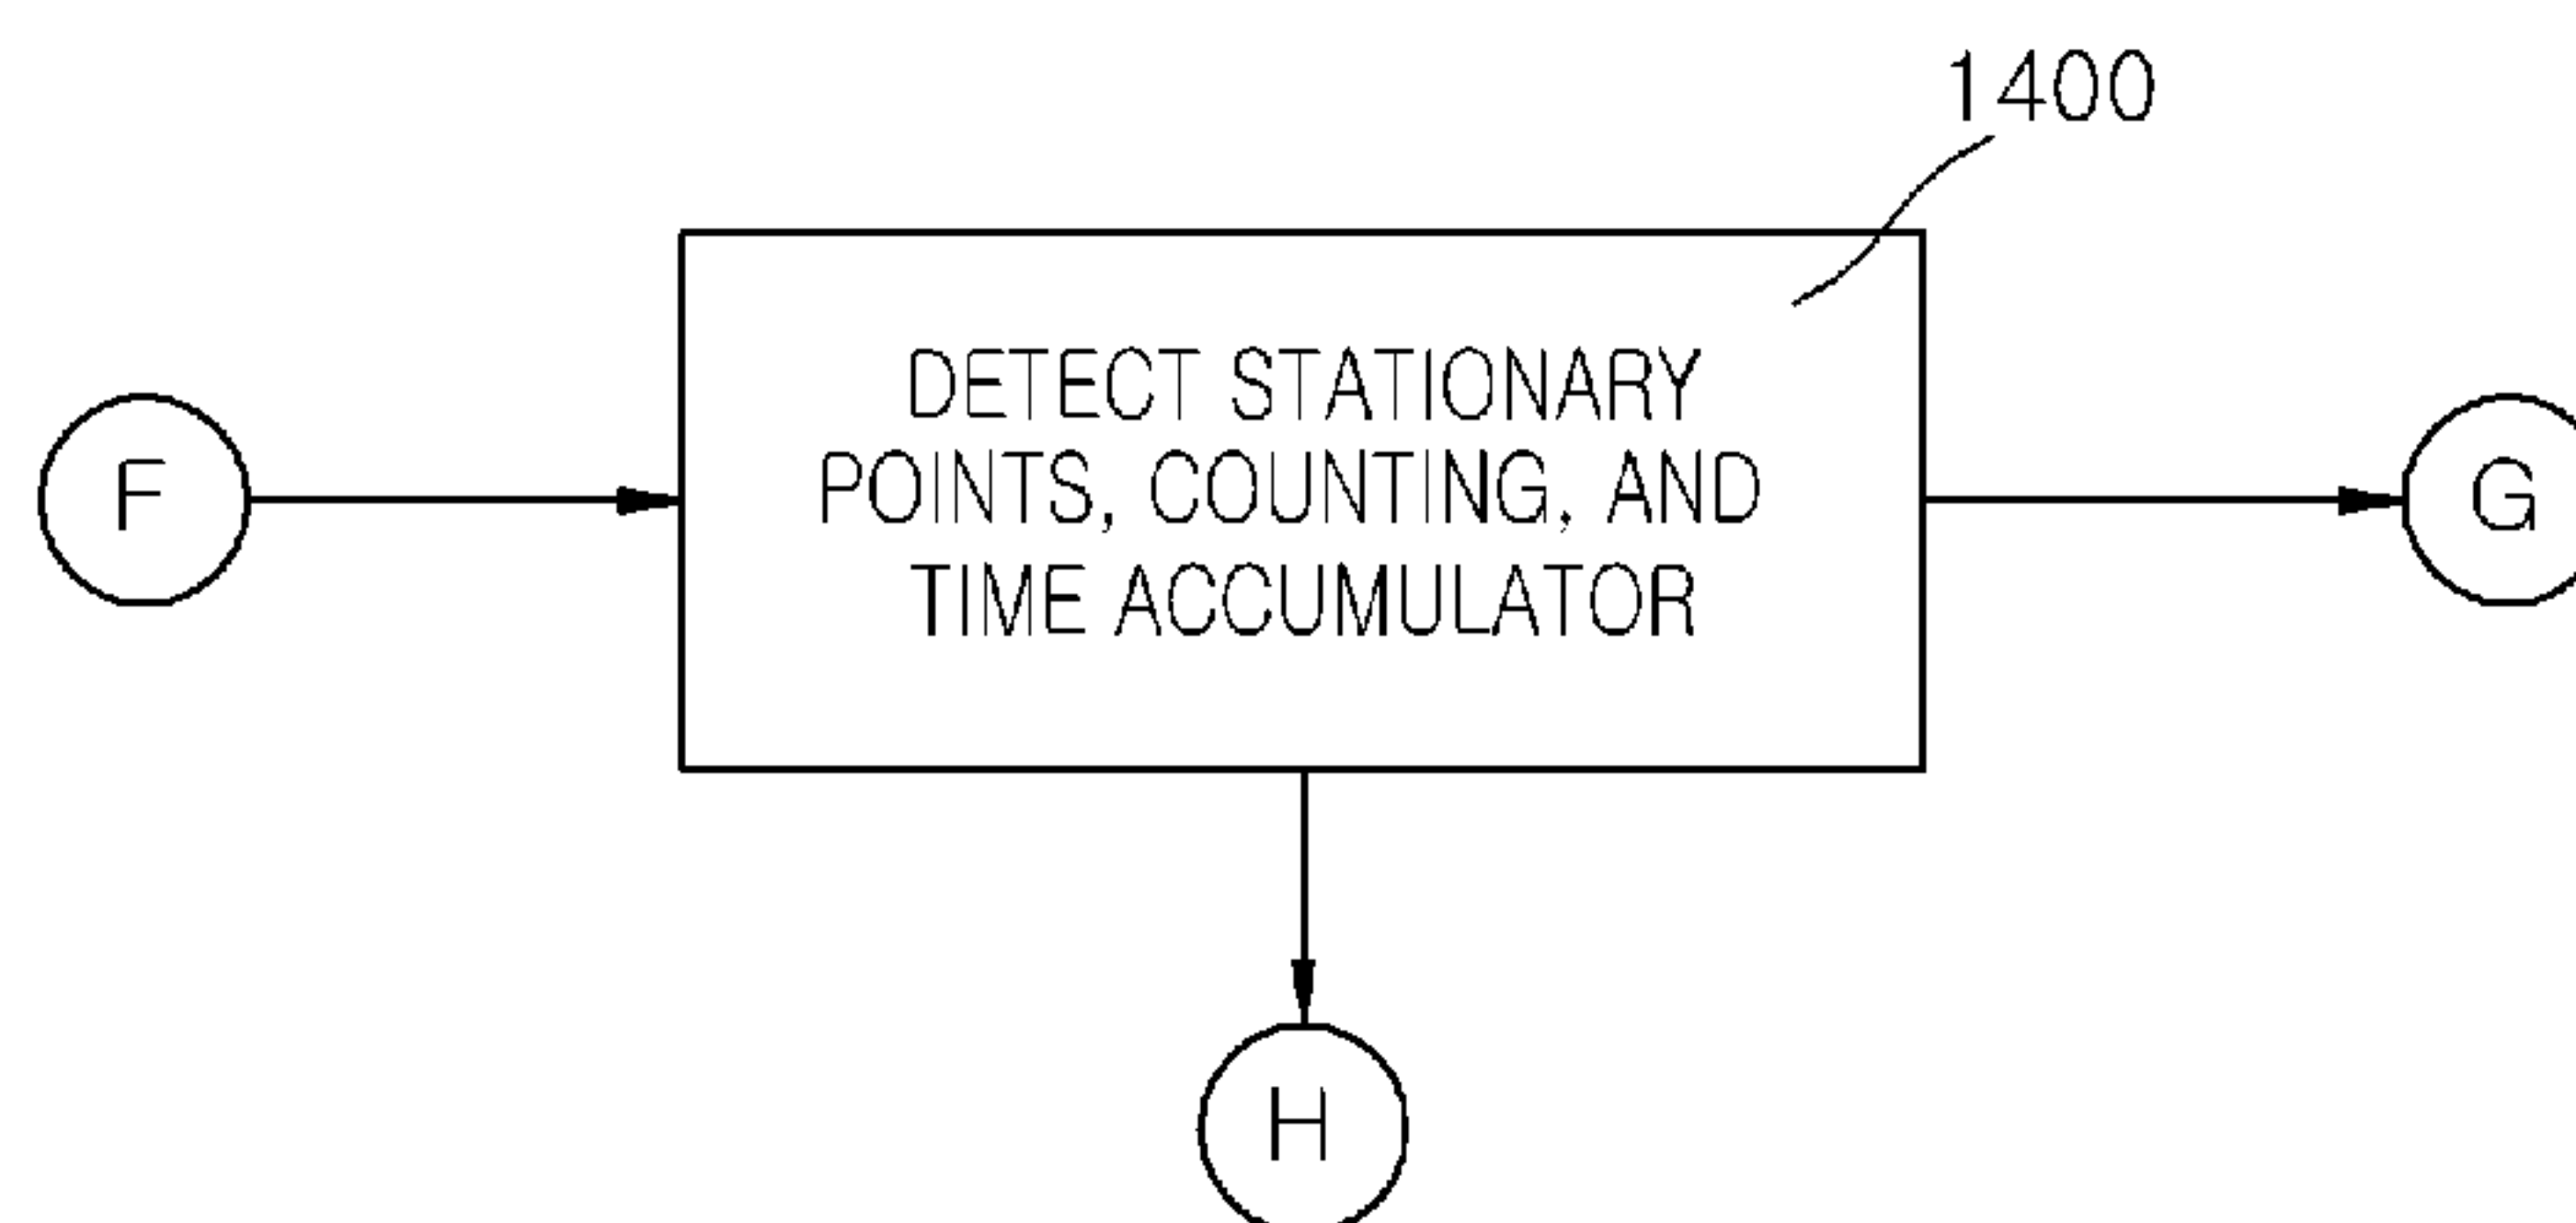 1400
DETECT STATIONARY
F
POINTS, COUNTING, AND
G
TIME ACCUMULATOR
H